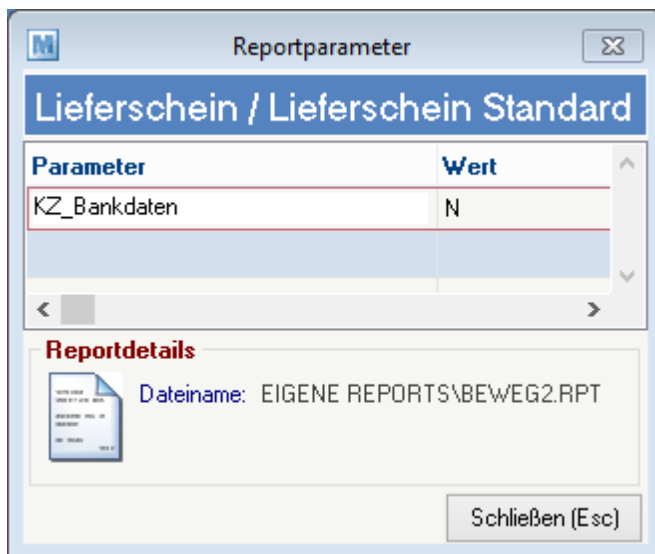 Reportparameter
Lieferschein / Lieferschein Standard
Parameter Wert
KZ_Bankdaten N
Reportdetails
Dateiname: EIGENE REPORTS\BEWEG2.RPT
Schließen (Esc)